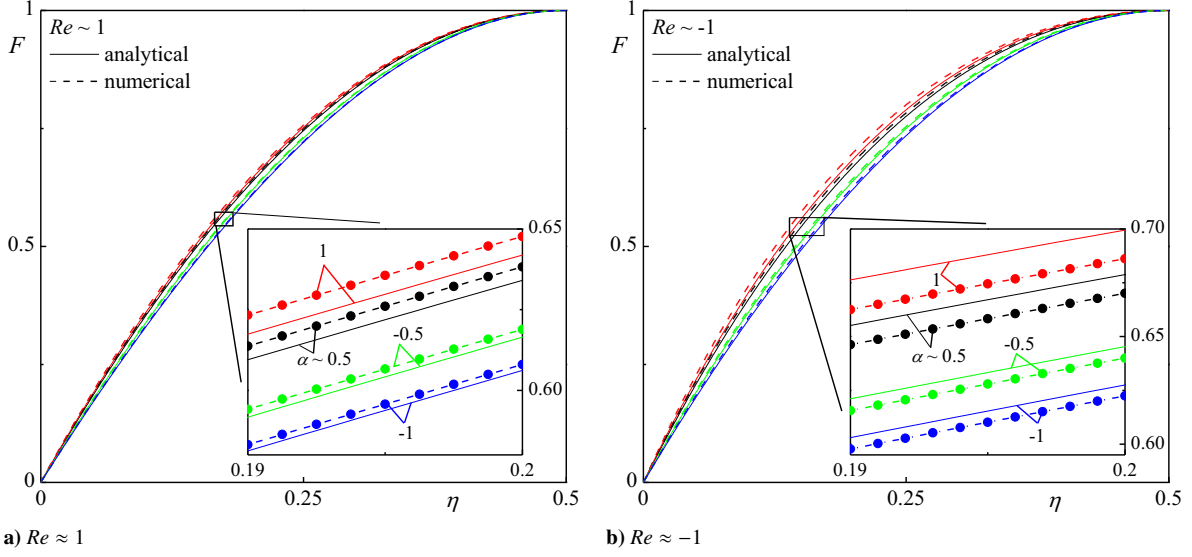 1
Re ~ 1
F
analytical
numerical
0.5
0.65
1
α ~ 0.5
-0.5
0.60
-1
0.19
0.2
0
0
0.25
η
0.5
a) Re ≈ 1
1
Re ~ -1
F
analytical
numerical
0.5
0.70
1
0.65
α ~ 0.5
-0.5
-1
0.60
0.19
0.2
0
0
0.25
η
0.5
b) Re ≈ −1